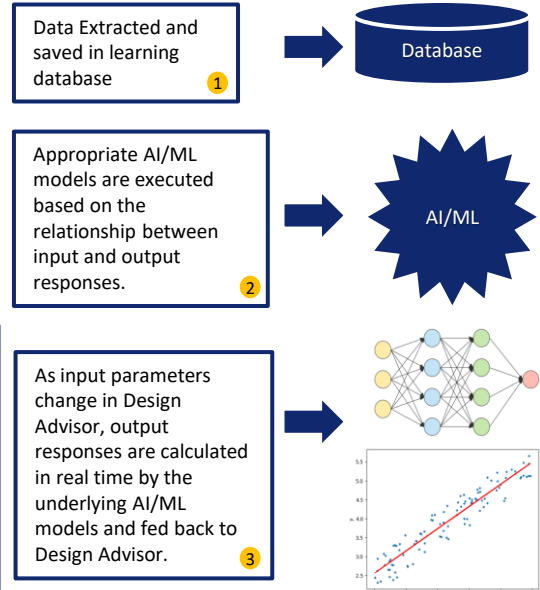 Data Extracted and
saved in learning
database
1
Database
Appropriate AI/ML
models are executed
based on the
relationship between
input and output
responses.
2
AI/ML
As input parameters
change in Design
Advisor, output
responses are calculated
in real time by the
underlying AI/ML
models and fed back to
Design Advisor.
3
5.5
5.0
4.5
4.0
3.5
3.0
2.5
y